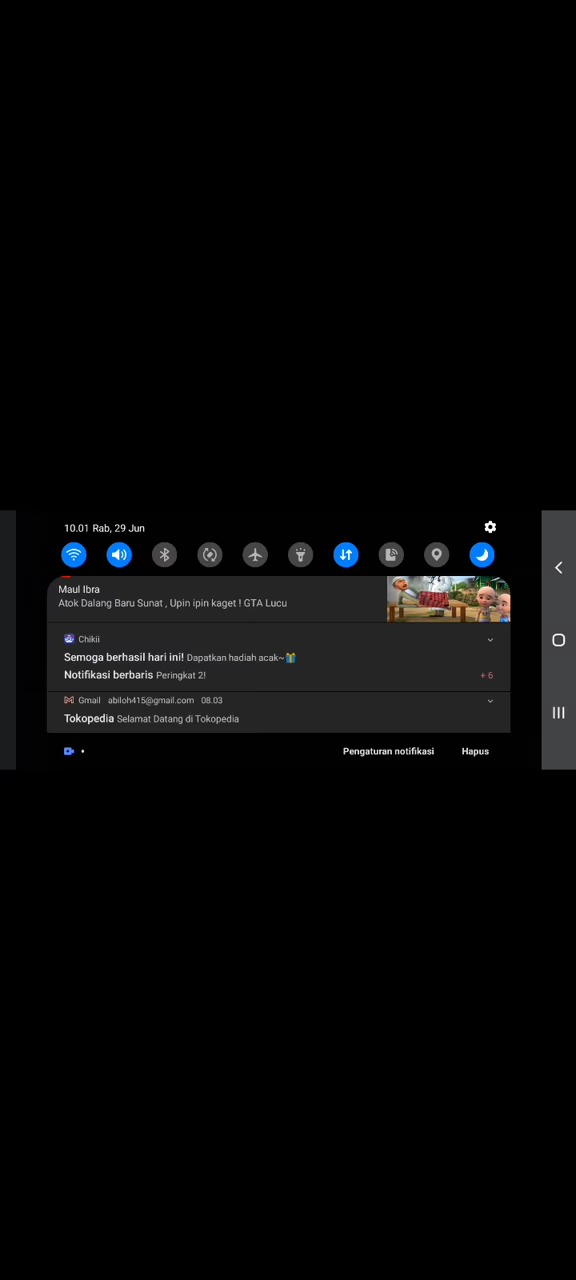 10.01 Rab, 29 Jun
Maul Ibra
Atok Dalang Baru Sunat , Upin ipin kaget ! GTA Lucu
Chikii
Semoga berhasil hari ini! Dapatkan hadiah acak~🎁
Notifikasi berbaris Peringkat 2!
+ 6
Gmail abiloh415@gmail.com 08.03
Tokopedia Selamat Datang di Tokopedia
Pengaturan notifikasi Hapus